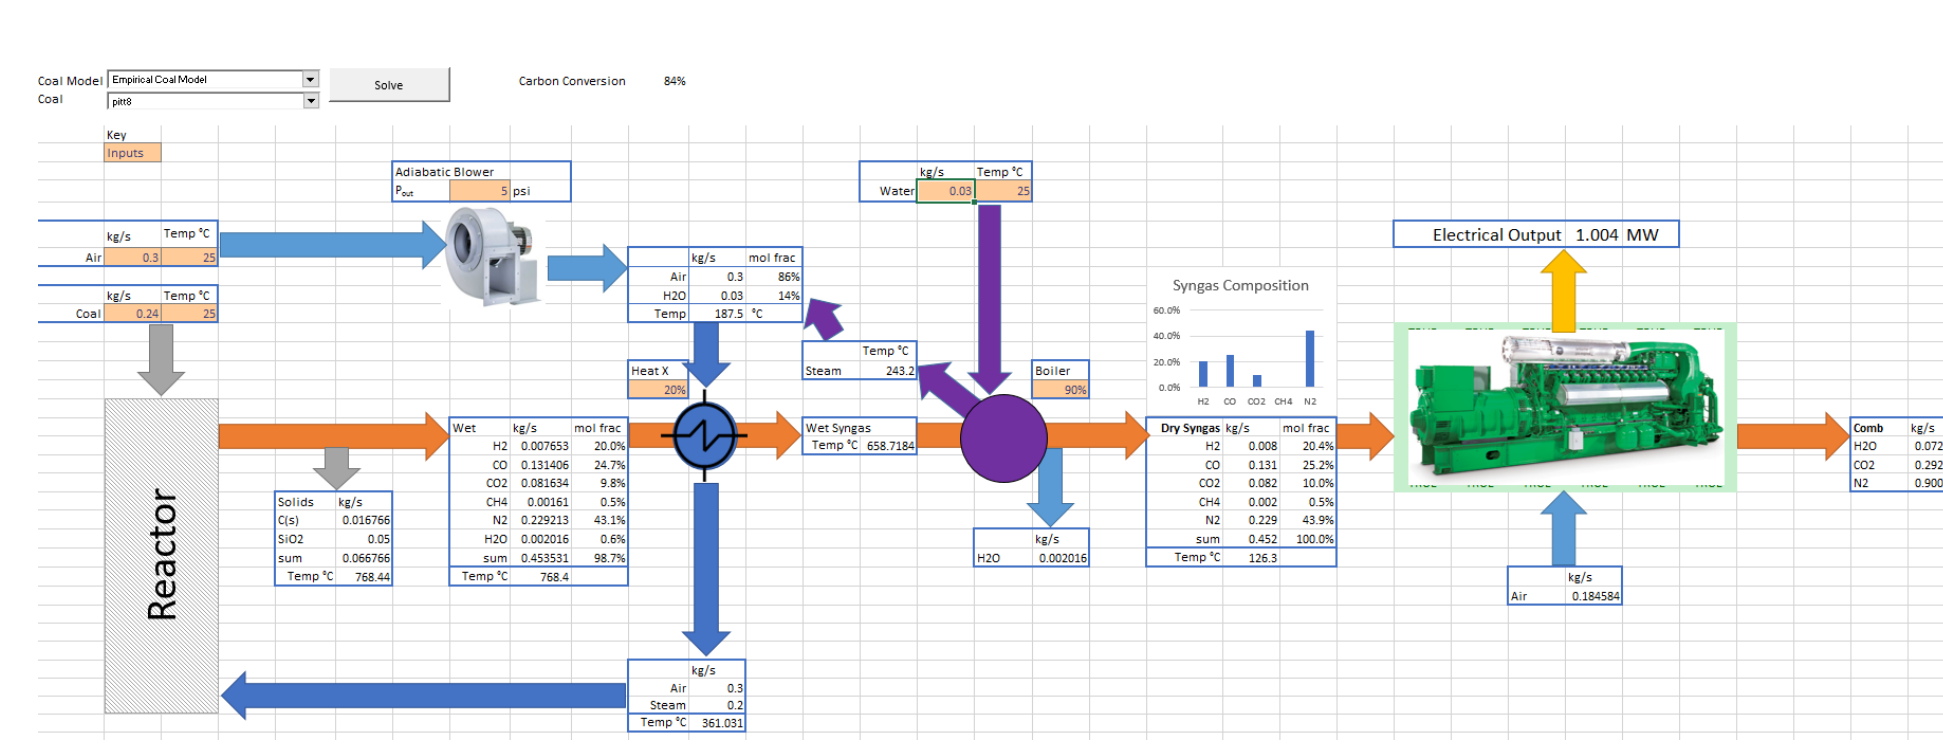 Coal Model Empirical Coal Model
Solve
Carbon Conversion 84%
Coal pitt8
Key
Inputs
Adiabatic Blower
Pout 5 psi
kg/s Temp °C
Water 0.03 25
kg/s Temp °C
Air 0.3 25
Electrical Output 1.004 MW
kg/s mol frac
Air 0.3 86%
H2O 0.03 14%
Temp 187.5 °C
kg/s Temp °C
Coal 0.24 25
Syngas Composition
60.0%
40.0%
20.0%
0.0%
H2 CO CO2 CH4 N2
Temp °C
Steam 243.2
Heat X
20%
Boiler
90%
Reactor
Wet kg/s mol frac
H2 0.007653 20.0%
CO 0.131406 24.7%
CO2 0.081634 9.8%
CH4 0.00161 0.5%
N2 0.229213 43.1%
H2O 0.002016 0.6%
sum 0.453531 98.7%
Temp °C 768.4
Wet Syngas
Temp °C 658.7184
Dry Syngas kg/s mol frac
H2 0.008 20.4%
CO 0.131 25.2%
CO2 0.082 10.0%
CH4 0.002 0.5%
N2 0.229 43.9%
sum 0.452 100.0%
Temp °C 126.3
Comb kg/s
H2O 0.072
CO2 0.292
N2 0.900
Solids kg/s
C(s) 0.016766
SiO2 0.05
sum 0.066766
Temp °C 768.44
kg/s
H2O 0.002016
kg/s
Air 0.184584
kg/s
Air 0.3
Steam 0.2
Temp °C 361.031